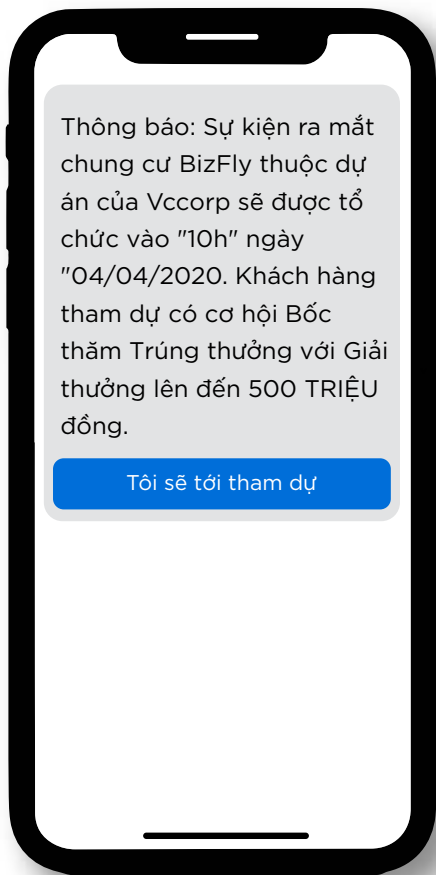 Thông báo: Sự kiện ra mắt
chung cư BizFly thuộc dự
án của Vccorp sẽ được tổ
chức vào "10h" ngày
"04/04/2020. Khách hàng
tham dự có cơ hội Bốc
thăm Trúng thưởng với Giải
thưởng lên đến 500 TRIỆU
đồng.
Tôi sẽ tới tham dự